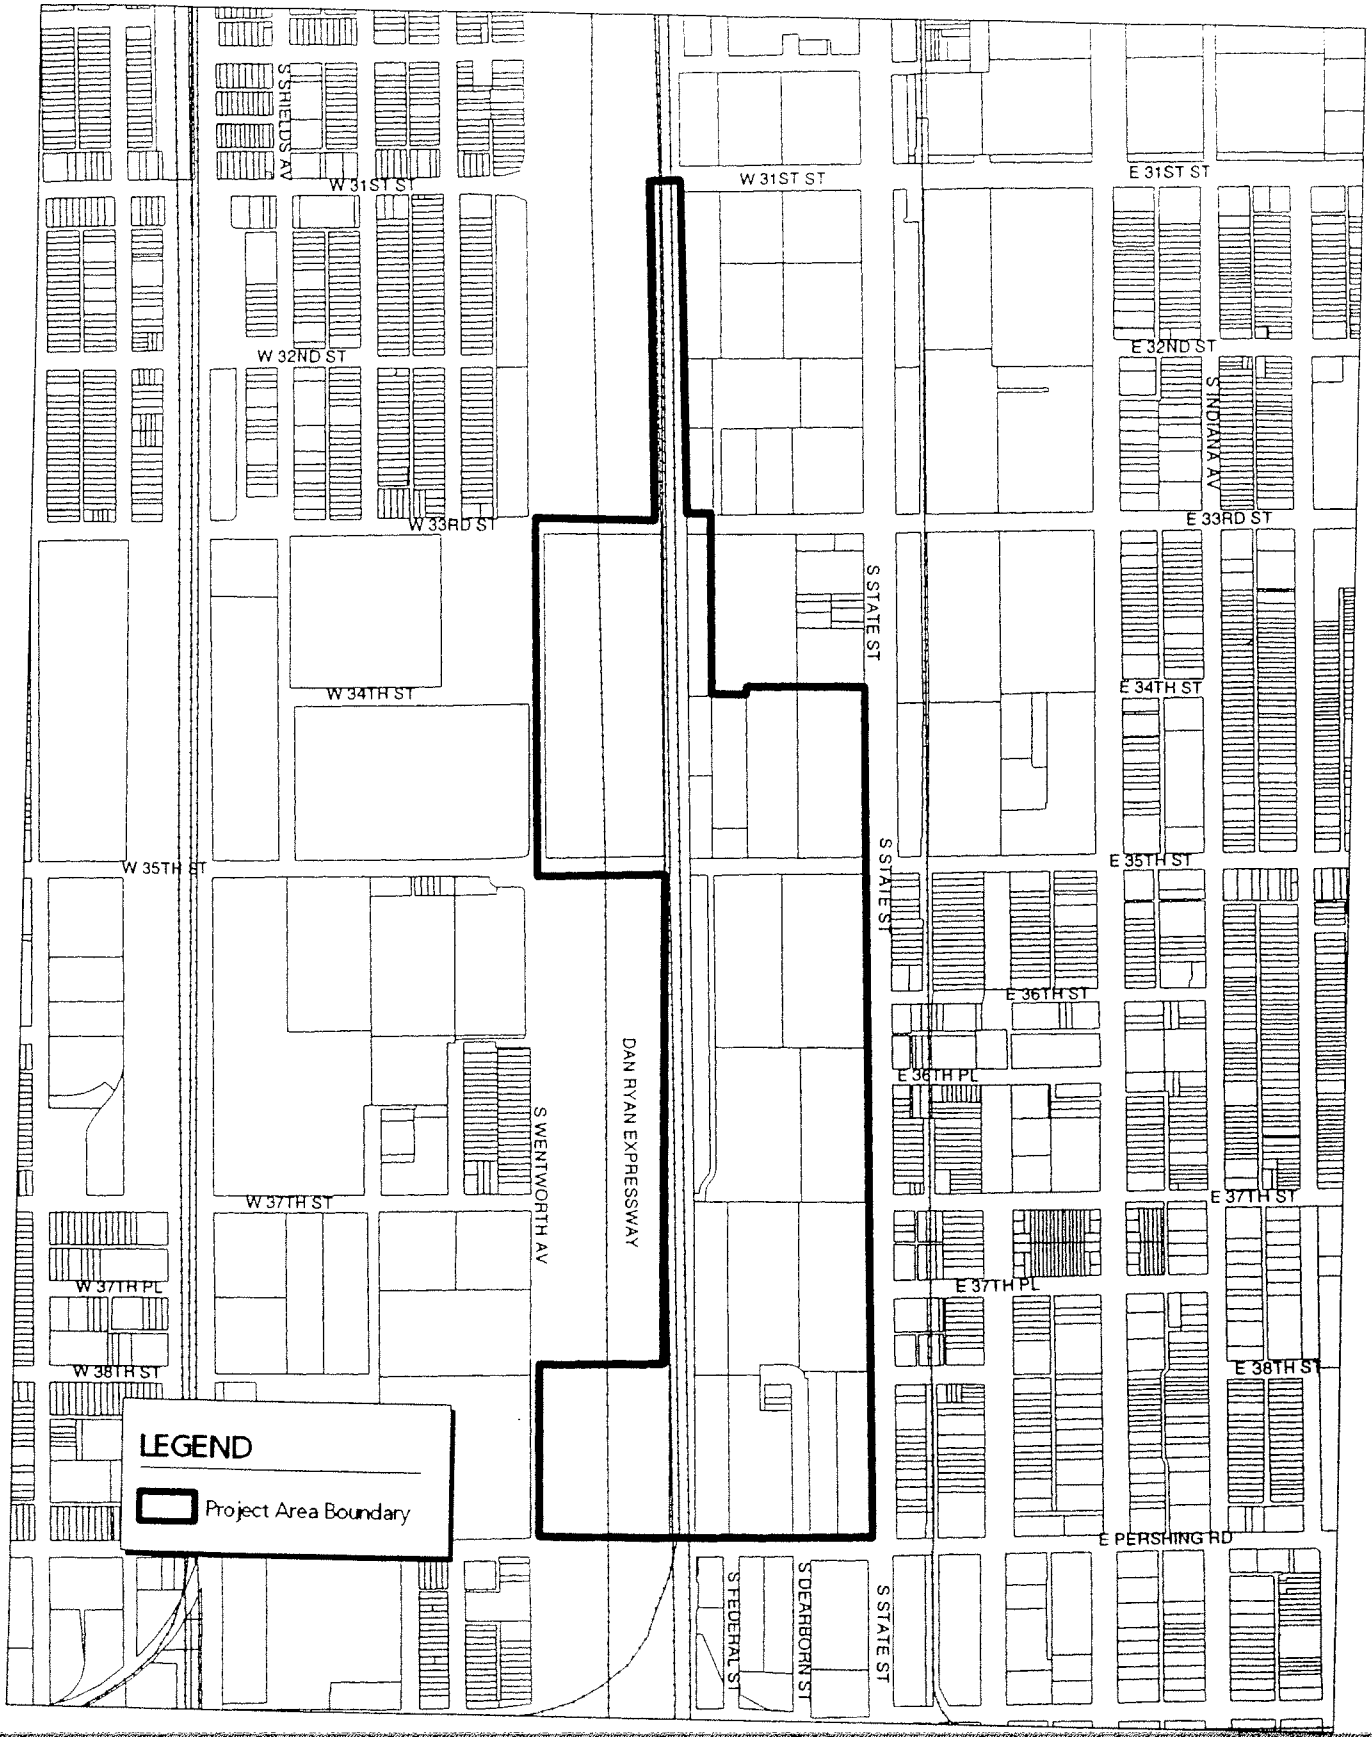 S SHIELDS AV
W 31ST ST
W 31ST ST
E 31ST ST
W 32ND ST
E 32ND ST
S INDIANA AV
W 33RD ST
E 33RD ST
S STATE ST
W 34TH ST
E 34TH ST
W 35TH ST
S STATE ST
E 35TH ST
E 36TH ST
E 36TH PL
DAN RYAN EXPRESSWAY
S WENTWORTH AV
W 37TH ST
E 37TH ST
W 37TH PL
E 37TH PL
W 38TH ST
E 38TH ST
LEGEND
Project Area Boundary
E PERSHING RD
S FEDERAL ST
S DEARBORN ST
S STATE ST